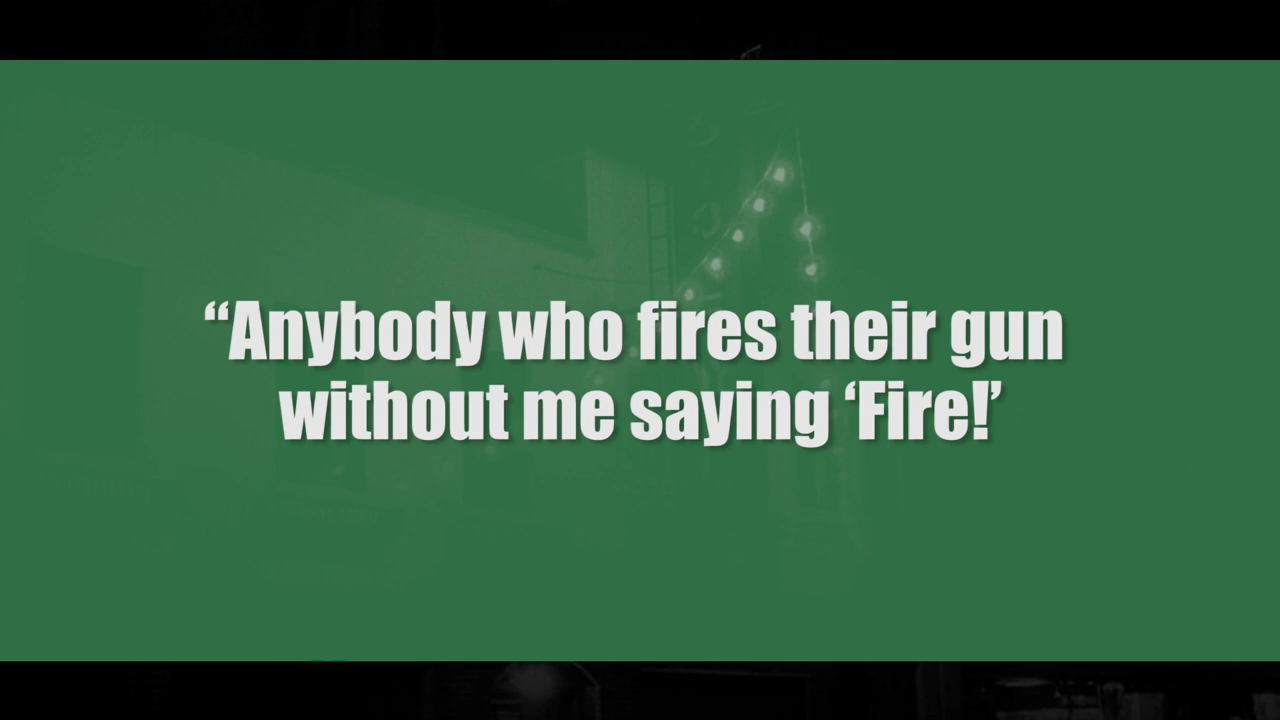 “Anybody who fires their gun
without me saying ‘Fire!’